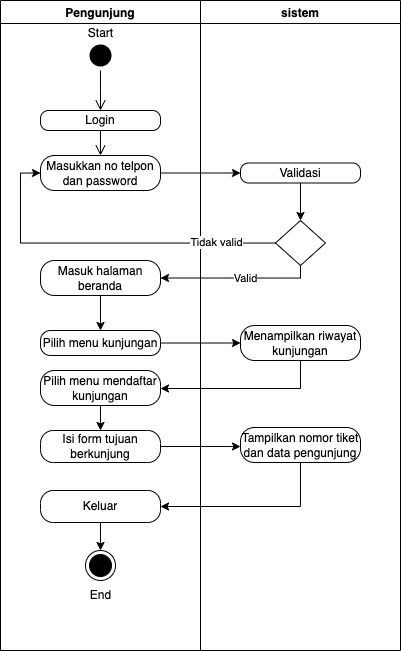 Pengunjung
sistem
Start
Login
Masukkan no telpon
dan password
Validasi
Tidak valid
Valid
Masuk halaman
beranda
Pilih menu kunjungan
Menampilkan riwayat
kunjungan
Pilih menu mendaftar
kunjungan
Isi form tujuan
berkunjung
Tampilkan nomor tiket
dan data pengunjung
Keluar
End